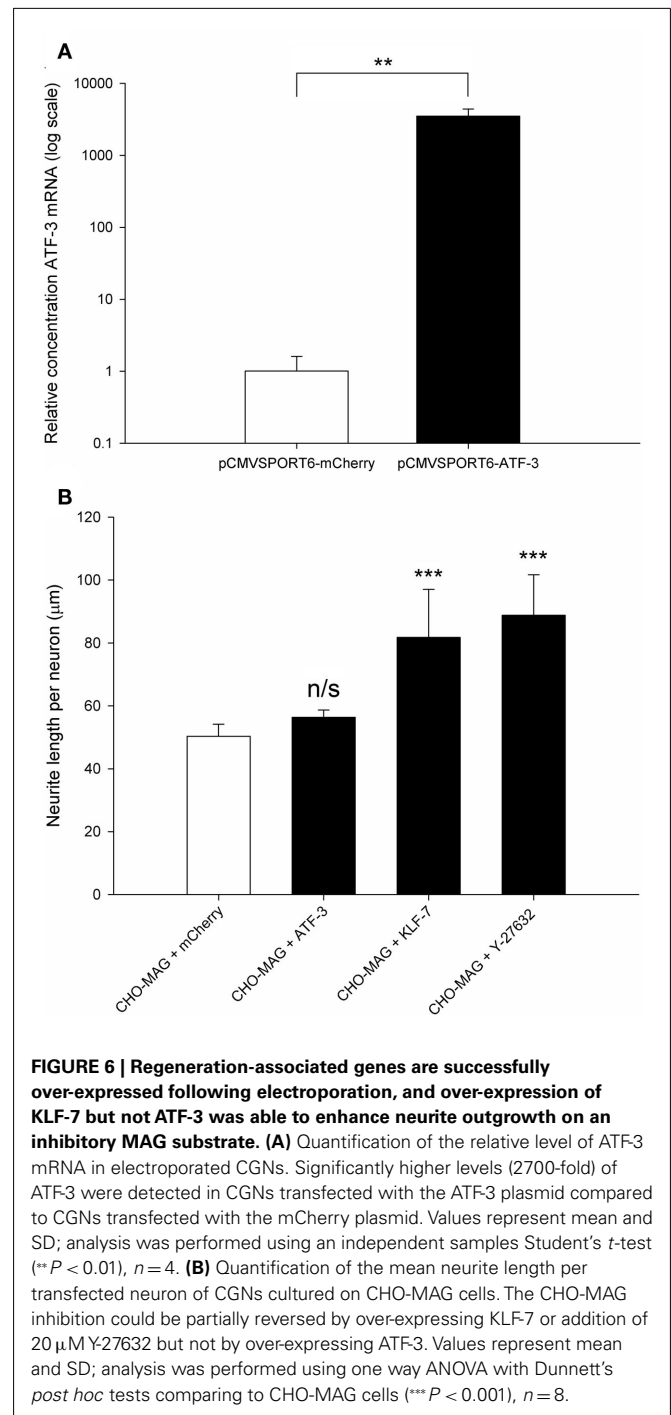 A
**
Relative concentration ATF-3 mRNA (log scale)
10000
1000
100
10
1
0.1
pCMVSPORT6-mCherry pCMVSPORT6-ATF-3
B
Neurite length per neuron (μm)
120
100
80
60
40
20
0
n/s
***
***
CHO-MAG + mCherry
CHO-MAG + ATF-3
CHO-MAG + KLF-7
CHO-MAG + Y-27632
FIGURE 6 | Regeneration-associated genes are successfully
over-expressed following electroporation, and over-expression of
KLF-7 but not ATF-3 was able to enhance neurite outgrowth on an
inhibitory MAG substrate. (A) Quantification of the relative level of ATF-3
mRNA in electroporated CGNs. Significantly higher levels (2700-fold) of
ATF-3 were detected in CGNs transfected with the ATF-3 plasmid compared
to CGNs transfected with the mCherry plasmid. Values represent mean and
SD; analysis was performed using an independent samples Student's t-test
(**P < 0.01), n = 4. (B) Quantification of the mean neurite length per
transfected neuron of CGNs cultured on CHO-MAG cells. The CHO-MAG
inhibition could be partially reversed by over-expressing KLF-7 or addition of
20 μM Y-27632 but not by over-expressing ATF-3. Values represent mean
and SD; analysis was performed using one way ANOVA with Dunnett's
post hoc tests comparing to CHO-MAG cells (***P < 0.001), n = 8.